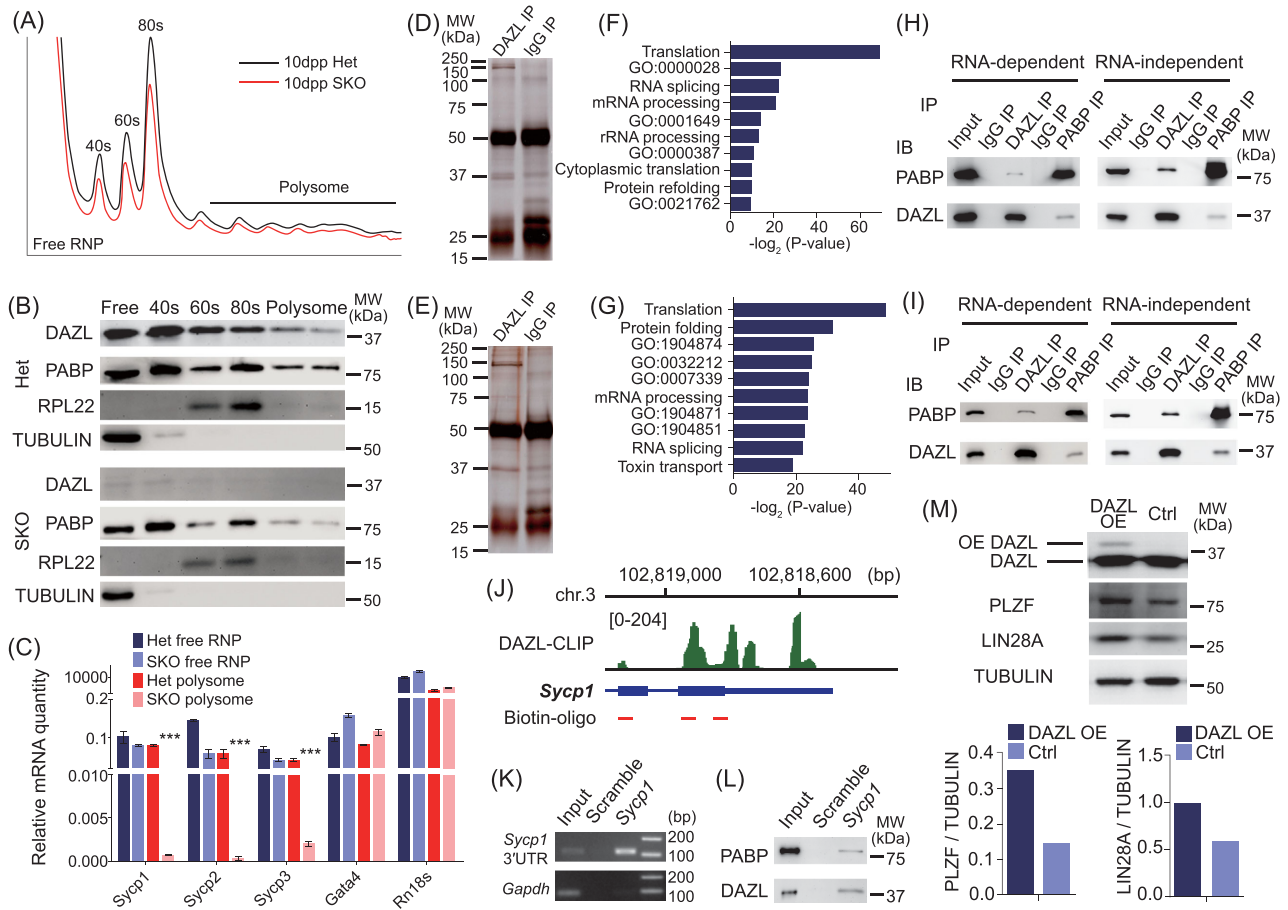 (A)
80s
10dpp Het
10dpp SKO
60s
40s
Polysome
Free RNP
(B)
Free 40s 60s 80s Polysome MW (kDa)
Het
DAZL 37
PABP 75
RPL22 15
TUBULIN 50
SKO
DAZL 37
PABP 75
RPL22 15
TUBULIN 50
(C)
Het free RNP
SKO free RNP
Het polysome
SKO polysome
Relative mRNA quantity
10000
0.2
0.1
0.010
0.005
0.000
*** *** ***
Sycp1 Sycp2 Sycp3 Gata4 Rn18s
(D)
MW (kDa)
DAZL IP IgG IP
250
150
100
75
50
37
25
15
(E)
MW (kDa)
DAZL IP IgG IP
250
150
100
75
50
37
25
15
(F)
Translation
GO:0000028
RNA splicing
mRNA processing
GO:0001649
rRNA processing
GO:0000387
Cytoplasmic translation
Protein refolding
GO:0021762
0 20 40 60
-log2 (P-value)
(G)
Translation
Protein folding
GO:1904874
GO:0032212
GO:0007339
mRNA processing
GO:1904871
GO:1904851
RNA splicing
Toxin transport
0 20 40
-log2 (P-value)
(H)
RNA-dependent RNA-independent
IP
Input IgG IP DAZL IP IgG IP PABP IP Input IgG IP DAZL IP IgG IP PABP IP
MW (kDa)
IB
PABP 75
DAZL 37
(I)
RNA-dependent RNA-independent
IP
Input IgG IP DAZL IP IgG IP PABP IP Input IgG IP DAZL IP IgG IP PABP IP
MW (kDa)
IB
PABP 75
DAZL 37
(J)
102,819,000 102,818,600 (bp)
chr.3
[0-204]
DAZL-CLIP
Sycp1
Biotin-oligo
(K)
Input Scramble Sycp1
(bp)
Sycp1 3'UTR
200
100
Gapdh
200
100
(L)
Input Scramble Sycp1
MW (kDa)
PABP 75
DAZL 37
(M)
DAZL OE Ctrl MW (kDa)
OE DAZL 37
DAZL
PLZF 75
LIN28A 25
TUBULIN 50
DAZL OE
Ctrl
PLZF / TUBULIN
0.4
0.3
0.2
0.1
0.0
DAZL OE
Ctrl
LIN28A / TUBULIN
1.5
1.0
0.5
0.0